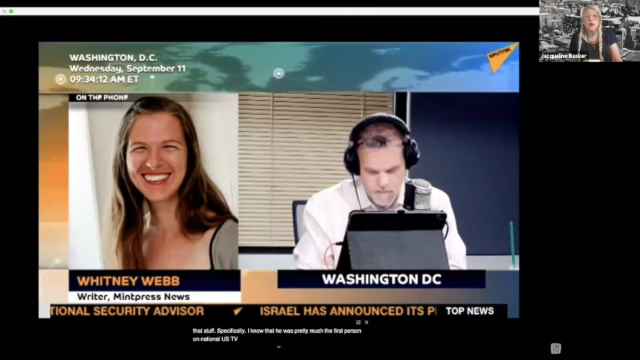 Jacqueline Basker
WASHINGTON, D.C.
Wednesday, September 11
09:34:12 AM ET
SPUTNIK
ON THE PHONE
WHITNEY WEBB
Writer, Mintpress News
WASHINGTON DC
TIONAL SECURITY ADVISOR ISRAEL HAS ANNOUNCED ITS P TOP NEWS
that stuff. Specifically, I know that he was pretty much the first person
on national US TV